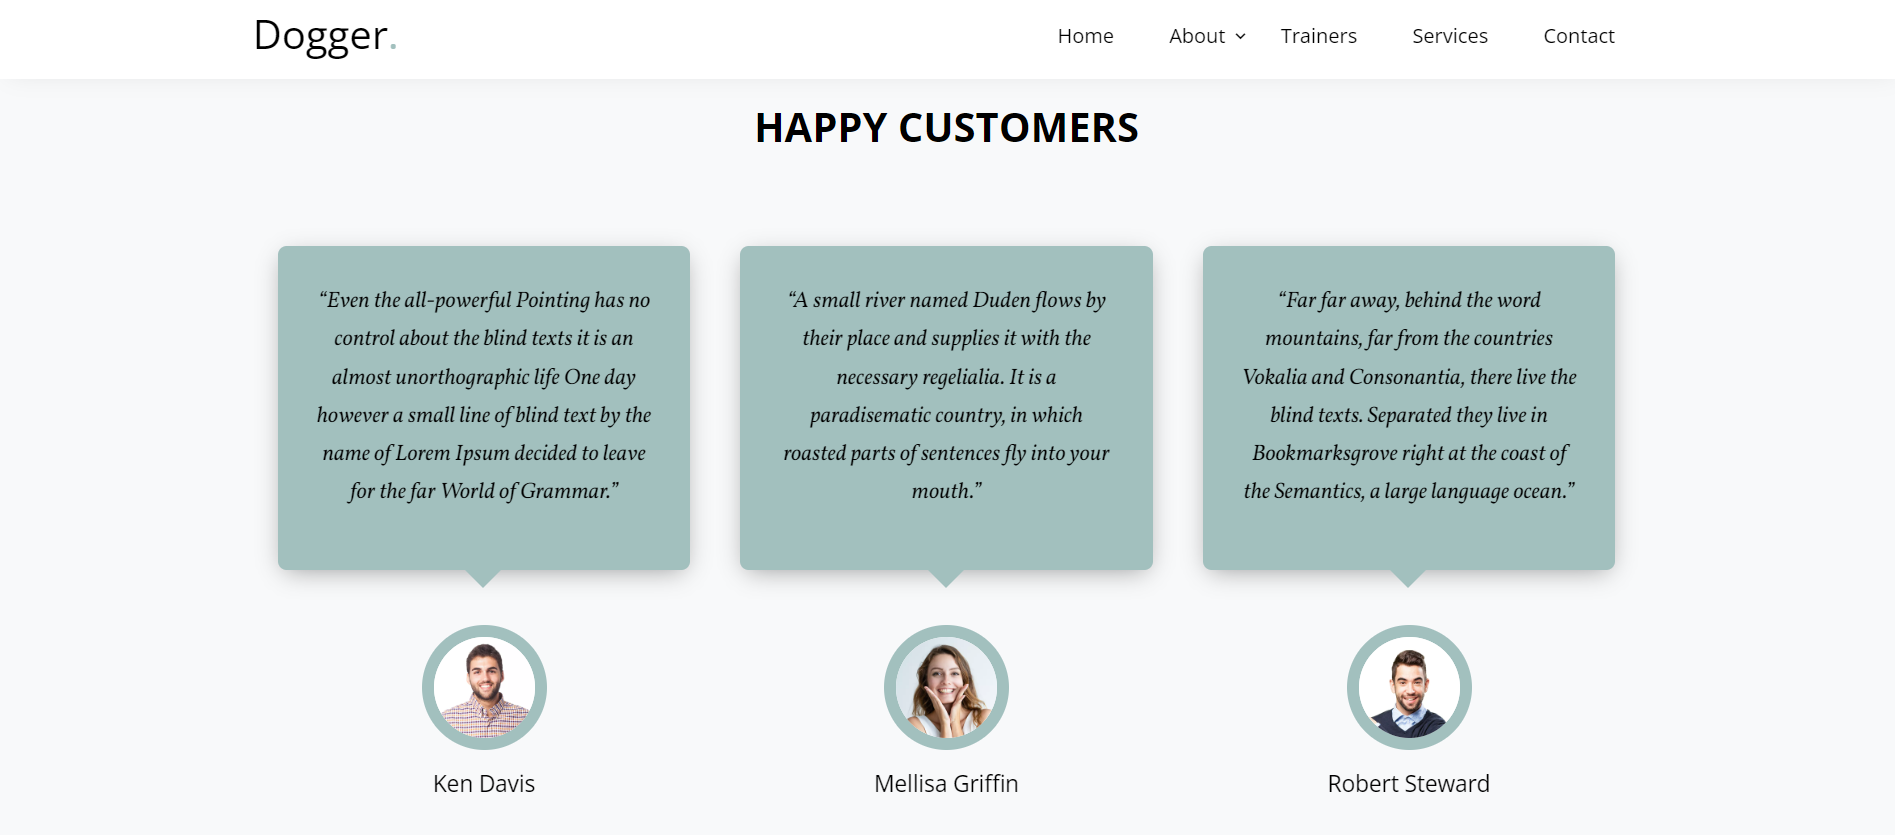 Dogger.
Home About Trainers Services Contact
HAPPY CUSTOMERS
“Even the all-powerful Pointing has no
control about the blind texts it is an
almost unorthographic life One day
however a small line of blind text by the
name of Lorem Ipsum decided to leave
for the far World of Grammar.”
“A small river named Duden flows by
their place and supplies it with the
necessary regelialia. It is a
paradisematic country, in which
roasted parts of sentences fly into your
mouth.”
“Far far away, behind the word
mountains, far from the countries
Vokalia and Consonantia, there live the
blind texts. Separated they live in
Bookmarksgrove right at the coast of
the Semantics, a large language ocean.”
Ken Davis
Mellisa Griffin
Robert Steward